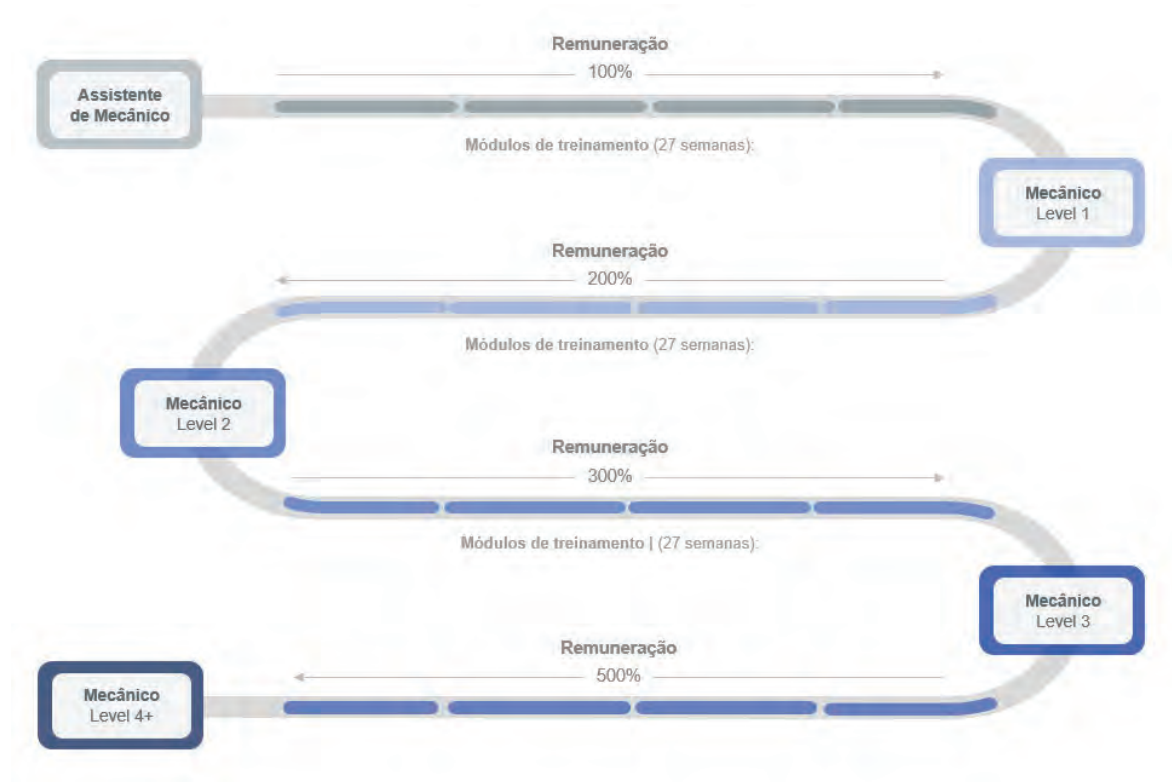 Remuneração
100%
Assistente
de Mecânico
Módulos de treinamento (27 semanas):
Mecânico
Level 1
Remuneração
200%
Módulos de treinamento (27 semanas):
Mecânico
Level 2
Remuneração
300%
Módulos de treinamento | (27 semanas):
Mecânico
Level 3
Remuneração
500%
Mecânico
Level 4+